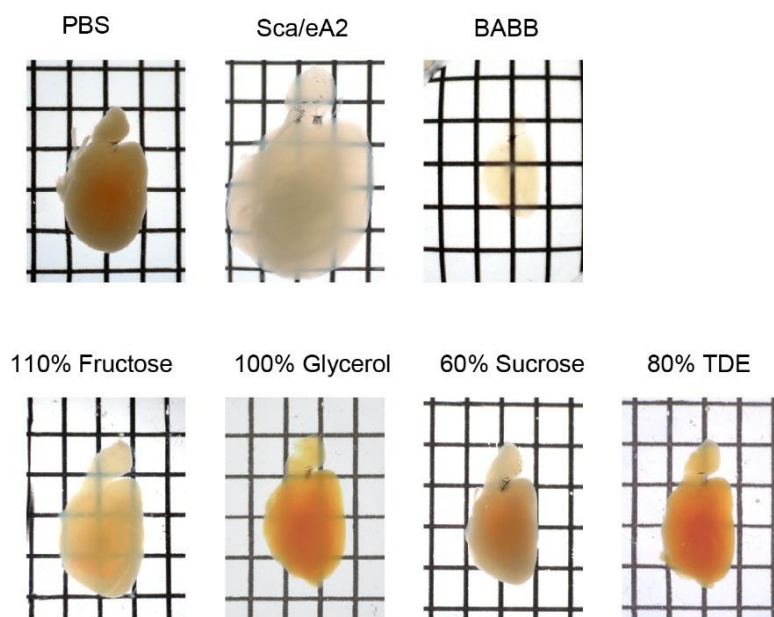 PBS
Sca/eA2
BABB
110% Fructose
100% Glycerol
60% Sucrose
80% TDE